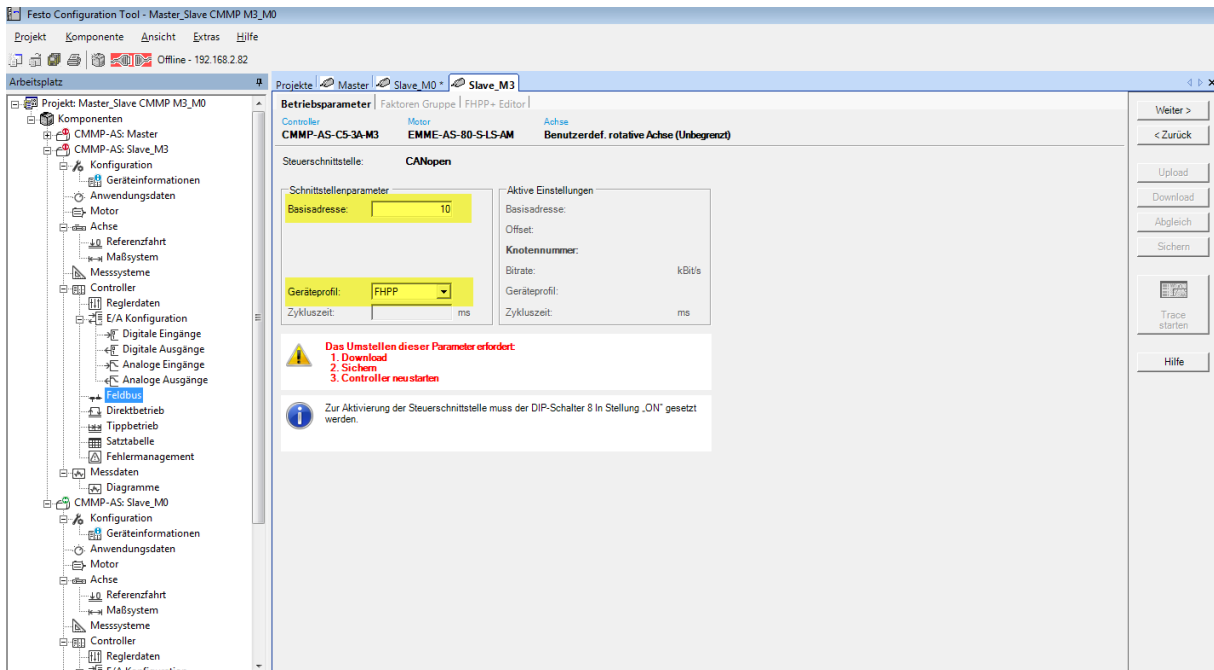 Festo Configuration Tool - Master_Slave CMMP M3_M0
Projekt Komponente Ansicht Extras Hilfe
Offline - 192.168.2.82
Arbeitsplatz
Projekt: Master_Slave CMMP M3_M0
Komponenten
CMMP-AS: Master
CMMP-AS: Slave_M3
Konfiguration
Geräteinformationen
Anwendungsdaten
Motor
Achse
Referenzfahrt
Maßsystem
Messsysteme
Controller
Reglerdaten
E/A Konfiguration
Digitale Eingänge
Digitale Ausgänge
Analoge Eingänge
Analoge Ausgänge
Feldbus
Direktbetrieb
Tippbetrieb
Satztabelle
Fehlermanagement
Messdaten
Diagramme
CMMP-AS: Slave_M0
Konfiguration
Geräteinformationen
Anwendungsdaten
Motor
Achse
Referenzfahrt
Maßsystem
Messsysteme
Controller
Reglerdaten
E/A Konfiguration
Projekte Master Slave_M0 * Slave_M3
Betriebsparameter Faktoren Gruppe FHPP+ Editor
Controller Motor Achse
CMMP-AS-C5-3A-M3 EMME-AS-80-S-LS-AM Benutzerdef. rotative Achse (Unbegrenzt)
Steuerschnittstelle: CANopen
Schnittstellenparameter
Basisadresse: 10
Geräteprofil: FHPP
Zykluszeit: ms
Aktive Einstellungen
Basisadresse:
Offset:
Knotennummer:
Bitrate: kBit/s
Geräteprofil:
Zykluszeit: ms
Das Umstellen dieser Parameter erfordert:
1. Download
2. Sichern
3. Controller neu starten
Zur Aktivierung der Steuerschnittstelle muss der DIP-Schalter 8 In Stellung „ON" gesetzt
werden.
Weiter >
< Zurück
Upload
Download
Abgleich
Sichern
Trace
starten
Hilfe